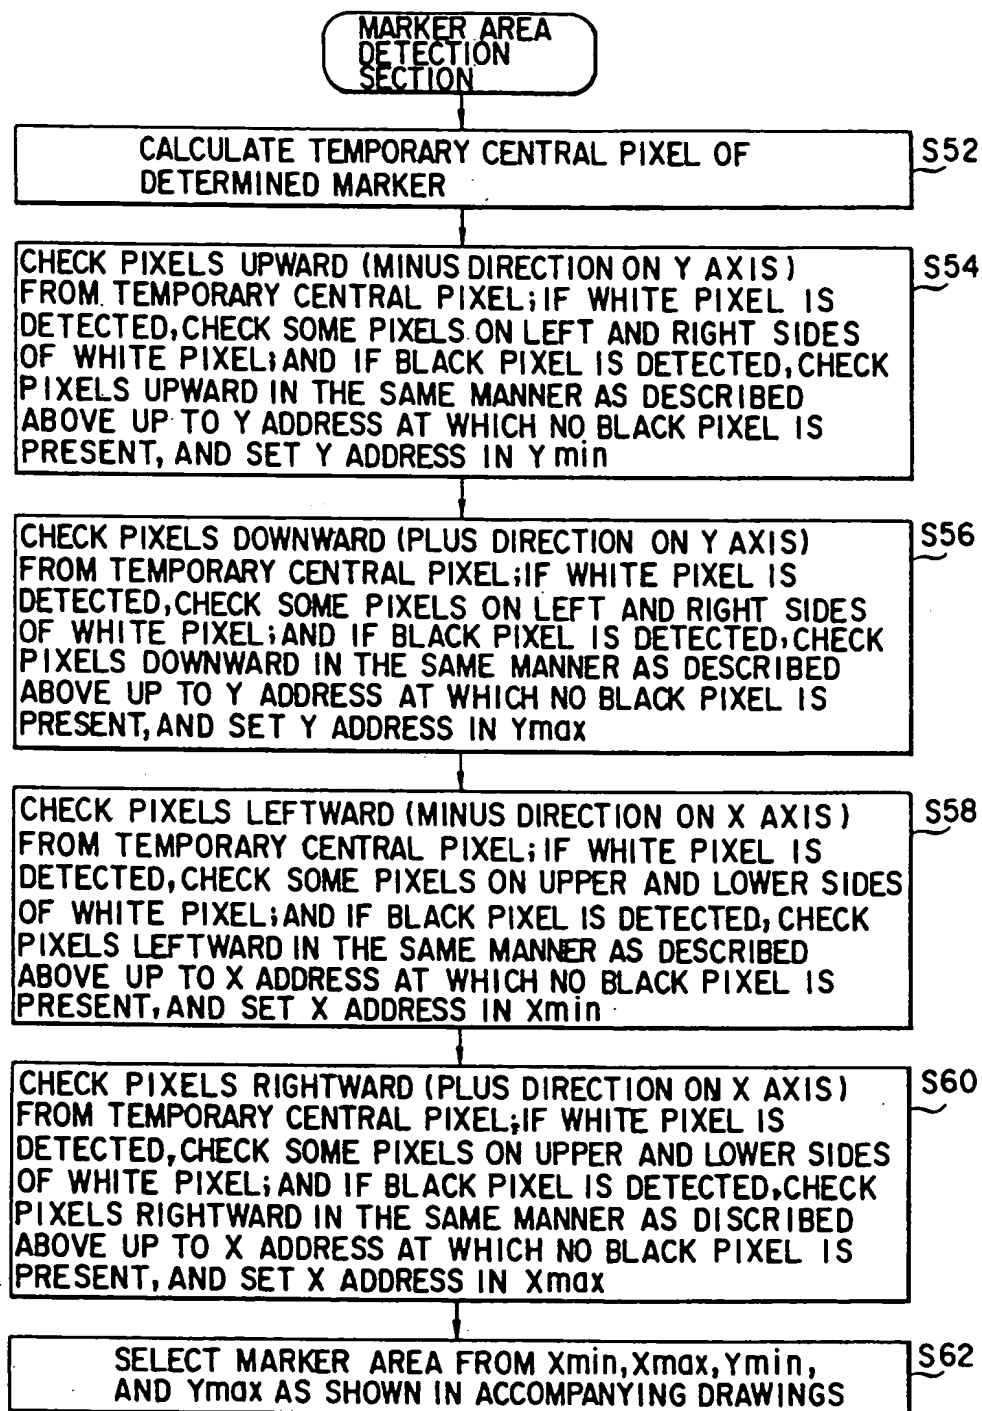 MARKER AREA
DETECTION
SECTION
CALCULATE TEMPORARY CENTRAL PIXEL OF
DETERMINED MARKER
S52
CHECK PIXELS UPWARD (MINUS DIRECTION ON Y AXIS)
FROM TEMPORARY CENTRAL PIXEL; IF WHITE PIXEL IS
DETECTED, CHECK SOME PIXELS ON LEFT AND RIGHT SIDES
OF WHITE PIXEL; AND IF BLACK PIXEL IS DETECTED, CHECK
PIXELS UPWARD IN THE SAME MANNER AS DESCRIBED
ABOVE UP TO Y ADDRESS AT WHICH NO BLACK PIXEL IS
PRESENT, AND SET Y ADDRESS IN Ymin
S54
CHECK PIXELS DOWNWARD (PLUS DIRECTION ON Y AXIS)
FROM TEMPORARY CENTRAL PIXEL; IF WHITE PIXEL IS
DETECTED, CHECK SOME PIXELS ON LEFT AND RIGHT SIDES
OF WHITE PIXEL; AND IF BLACK PIXEL IS DETECTED, CHECK
PIXELS DOWNWARD IN THE SAME MANNER AS DESCRIBED
ABOVE UP TO Y ADDRESS AT WHICH NO BLACK PIXEL IS
PRESENT, AND SET Y ADDRESS IN Ymax
S56
CHECK PIXELS LEFTWARD (MINUS DIRECTION ON X AXIS)
FROM TEMPORARY CENTRAL PIXEL; IF WHITE PIXEL IS
DETECTED, CHECK SOME PIXELS ON UPPER AND LOWER SIDES
OF WHITE PIXEL; AND IF BLACK PIXEL IS DETECTED, CHECK
PIXELS LEFTWARD IN THE SAME MANNER AS DESCRIBED
ABOVE UP TO X ADDRESS AT WHICH NO BLACK PIXEL IS
PRESENT, AND SET X ADDRESS IN Xmin
S58
CHECK PIXELS RIGHTWARD (PLUS DIRECTION ON X AXIS)
FROM TEMPORARY CENTRAL PIXEL; IF WHITE PIXEL IS
DETECTED, CHECK SOME PIXELS ON UPPER AND LOWER SIDES
OF WHITE PIXEL; AND IF BLACK PIXEL IS DETECTED, CHECK
PIXELS RIGHTWARD IN THE SAME MANNER AS DISCRIBED
ABOVE UP TO X ADDRESS AT WHICH NO BLACK PIXEL IS
PRESENT, AND SET X ADDRESS IN Xmax
S60
SELECT MARKER AREA FROM Xmin, Xmax, Ymin,
AND Ymax AS SHOWN IN ACCOMPANYING DRAWINGS
S62